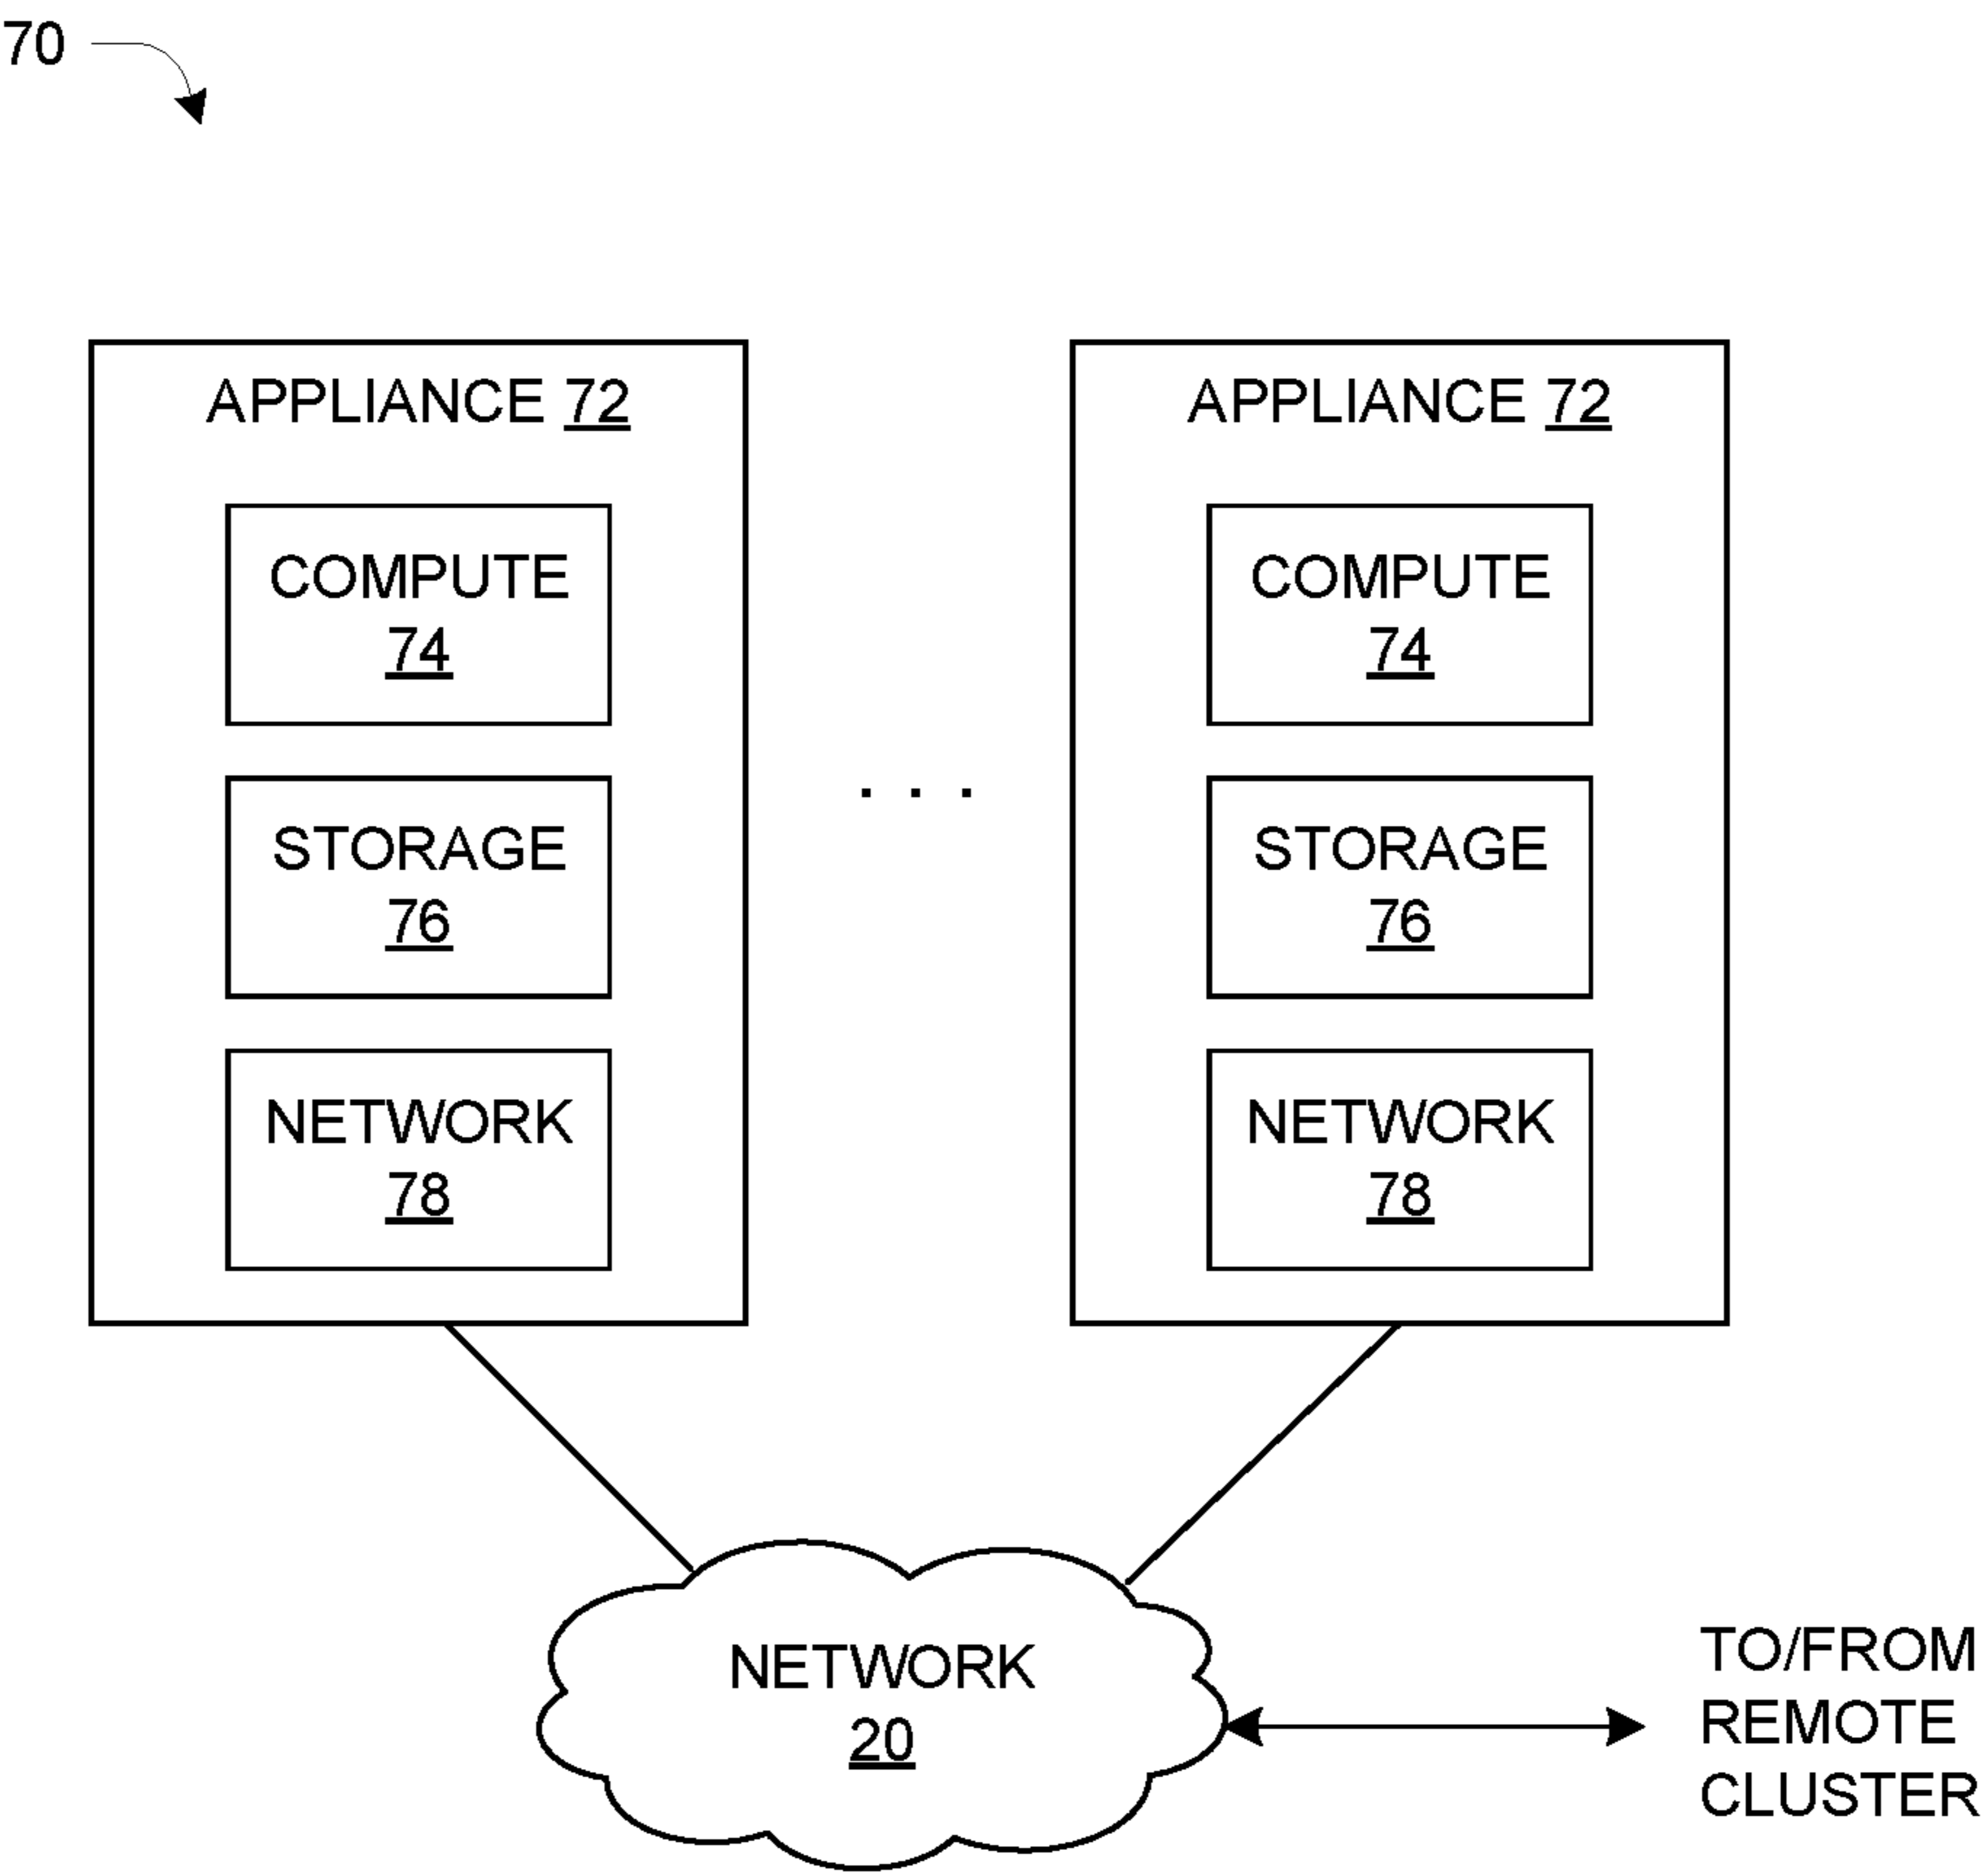 70
APPLIANCE 72
COMPUTE
74
STORAGE
76
NETWORK
78
. . .
APPLIANCE 72
COMPUTE
74
STORAGE
76
NETWORK
78
NETWORK
20
TO/FROM
REMOTE
CLUSTER